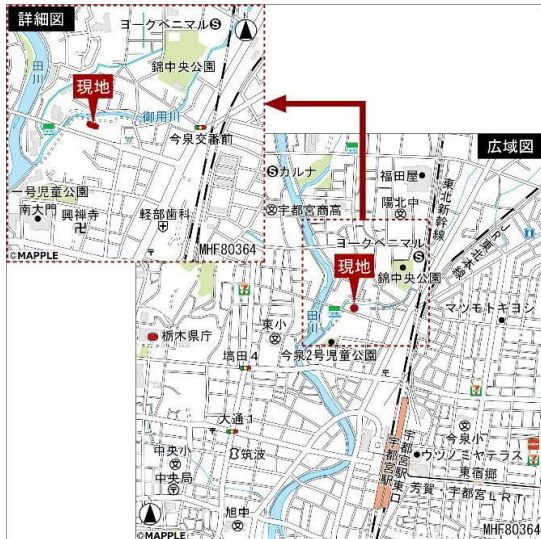 詳細図
ヨークベニマルS
田川
錦中央公園
現地
御用川
今泉交番前
一号児童公園
南大門
興禅寺
軽部歯科
〒
MHF80364
©MAPPLE
広域図
Sカルナ
福田屋
東北新幹線
宇都宮商高
陽北中
JR東北本線
ヨークベニマル
S
現地
錦中央公園
田川
マツモトキヨシ
栃木県庁
東小
今泉2号児童公園
塙田4
〒
大通1
中央小
筑波
中央局
旭中
宇都宮駅
宇都宮駅東口
今泉小
ウツノミヤテラス
東宿郷
芳賀・宇都宮LRT
©MAPPLE
MHF80364